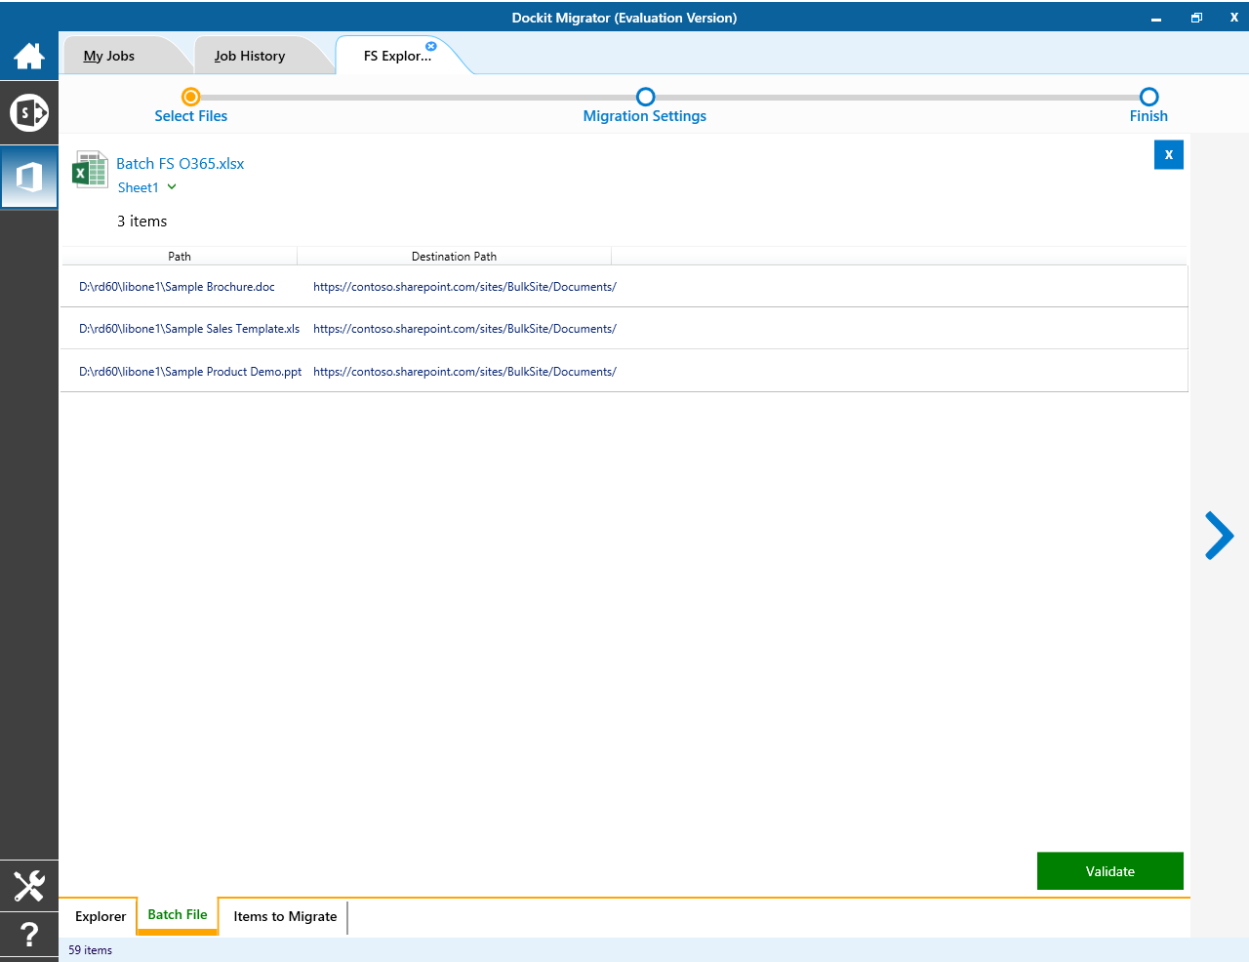 Dockit Migrator (Evaluation Version)
X
My Jobs
Job History
FS Explor...
Select Files
Migration Settings
Finish
S
X
Batch FS O365.xlsx
X
Sheet1
3 items
Path
Destination Path
D:\rd60\libone1\Sample Brochure.doc https://contoso.sharepoint.com/sites/BulkSite/Documents/
D:\rd60\libone1\Sample Sales Template.xls https://contoso.sharepoint.com/sites/BulkSite/Documents/
D:\rd60\libone1\Sample Product Demo.ppt https://contoso.sharepoint.com/sites/BulkSite/Documents/
Validate
Explorer
Batch File
Items to Migrate
?
59 items